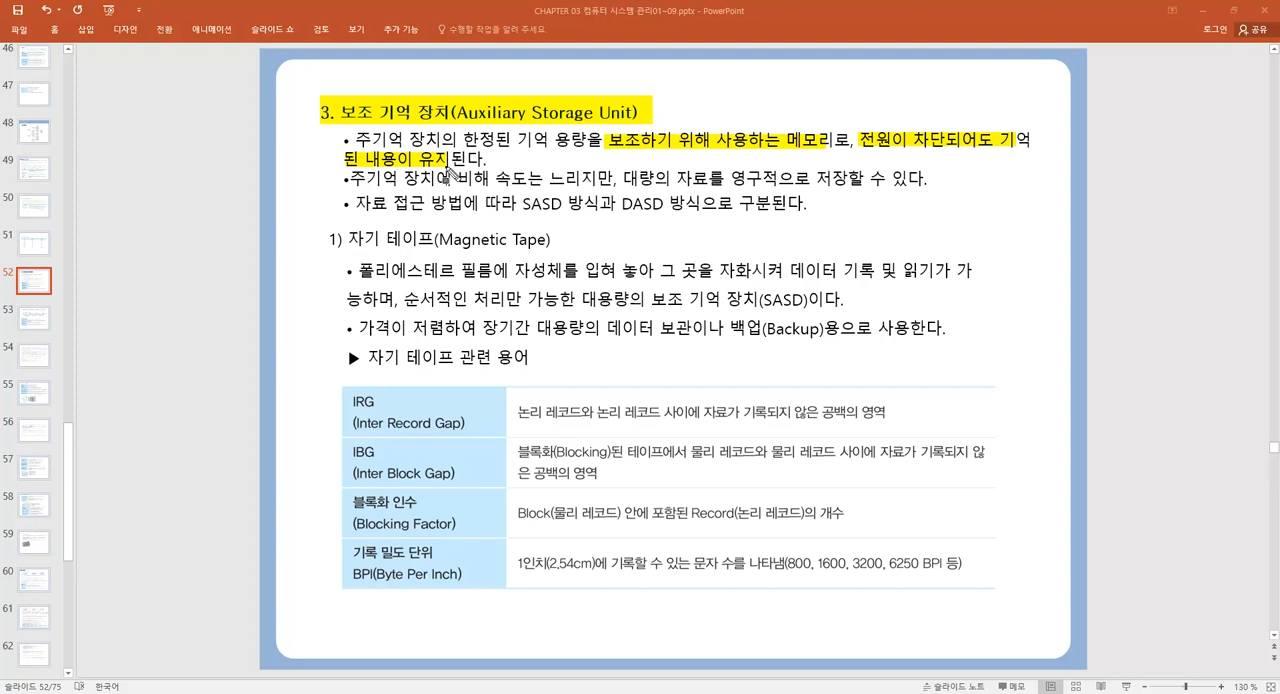 CHAPTER 03 컴퓨터 시스템 관리01~09.pptx - PowerPoint
파일 홈 삽입 디자인 전환 애니메이션 슬라이드 쇼 검토 보기 추가 기능 수행할 작업을 알려 주세요. 로그인 공유
46
47
48
49
50
51
52
53
54
55
56
57
58
59
60
61
62
3. 보조 기억 장치(Auxiliary Storage Unit)
• 주기억 장치의 한정된 기억 용량을 보조하기 위해 사용하는 메모리로, 전원이 차단되어도 기억
된 내용이 유지된다.
•주기억 장치에 비해 속도는 느리지만, 대량의 자료를 영구적으로 저장할 수 있다.
• 자료 접근 방법에 따라 SASD 방식과 DASD 방식으로 구분된다.
1) 자기 테이프(Magnetic Tape)
• 폴리에스테르 필름에 자성체를 입혀 놓아 그 곳을 자화시켜 데이터 기록 및 읽기가 가
능하며, 순서적인 처리만 가능한 대용량의 보조 기억 장치(SASD)이다.
• 가격이 저렴하여 장기간 대용량의 데이터 보관이나 백업(Backup)용으로 사용한다.
▶ 자기 테이프 관련 용어
IRG
(Inter Record Gap)
논리 레코드와 논리 레코드 사이에 자료가 기록되지 않은 공백의 영역
IBG
(Inter Block Gap)
블록화(Blocking)된 테이프에서 물리 레코드와 물리 레코드 사이에 자료가 기록되지 않
은 공백의 영역
블록화 인수
(Blocking Factor)
Block(물리 레코드) 안에 포함된 Record(논리 레코드)의 개수
기록 밀도 단위
BPI(Byte Per Inch)
1인치(2.54cm)에 기록할 수 있는 문자 수를 나타냄(800, 1600, 3200, 6250 BPI 등)
슬라이드 52/75 한국어 슬라이드 노트 메모 130 %